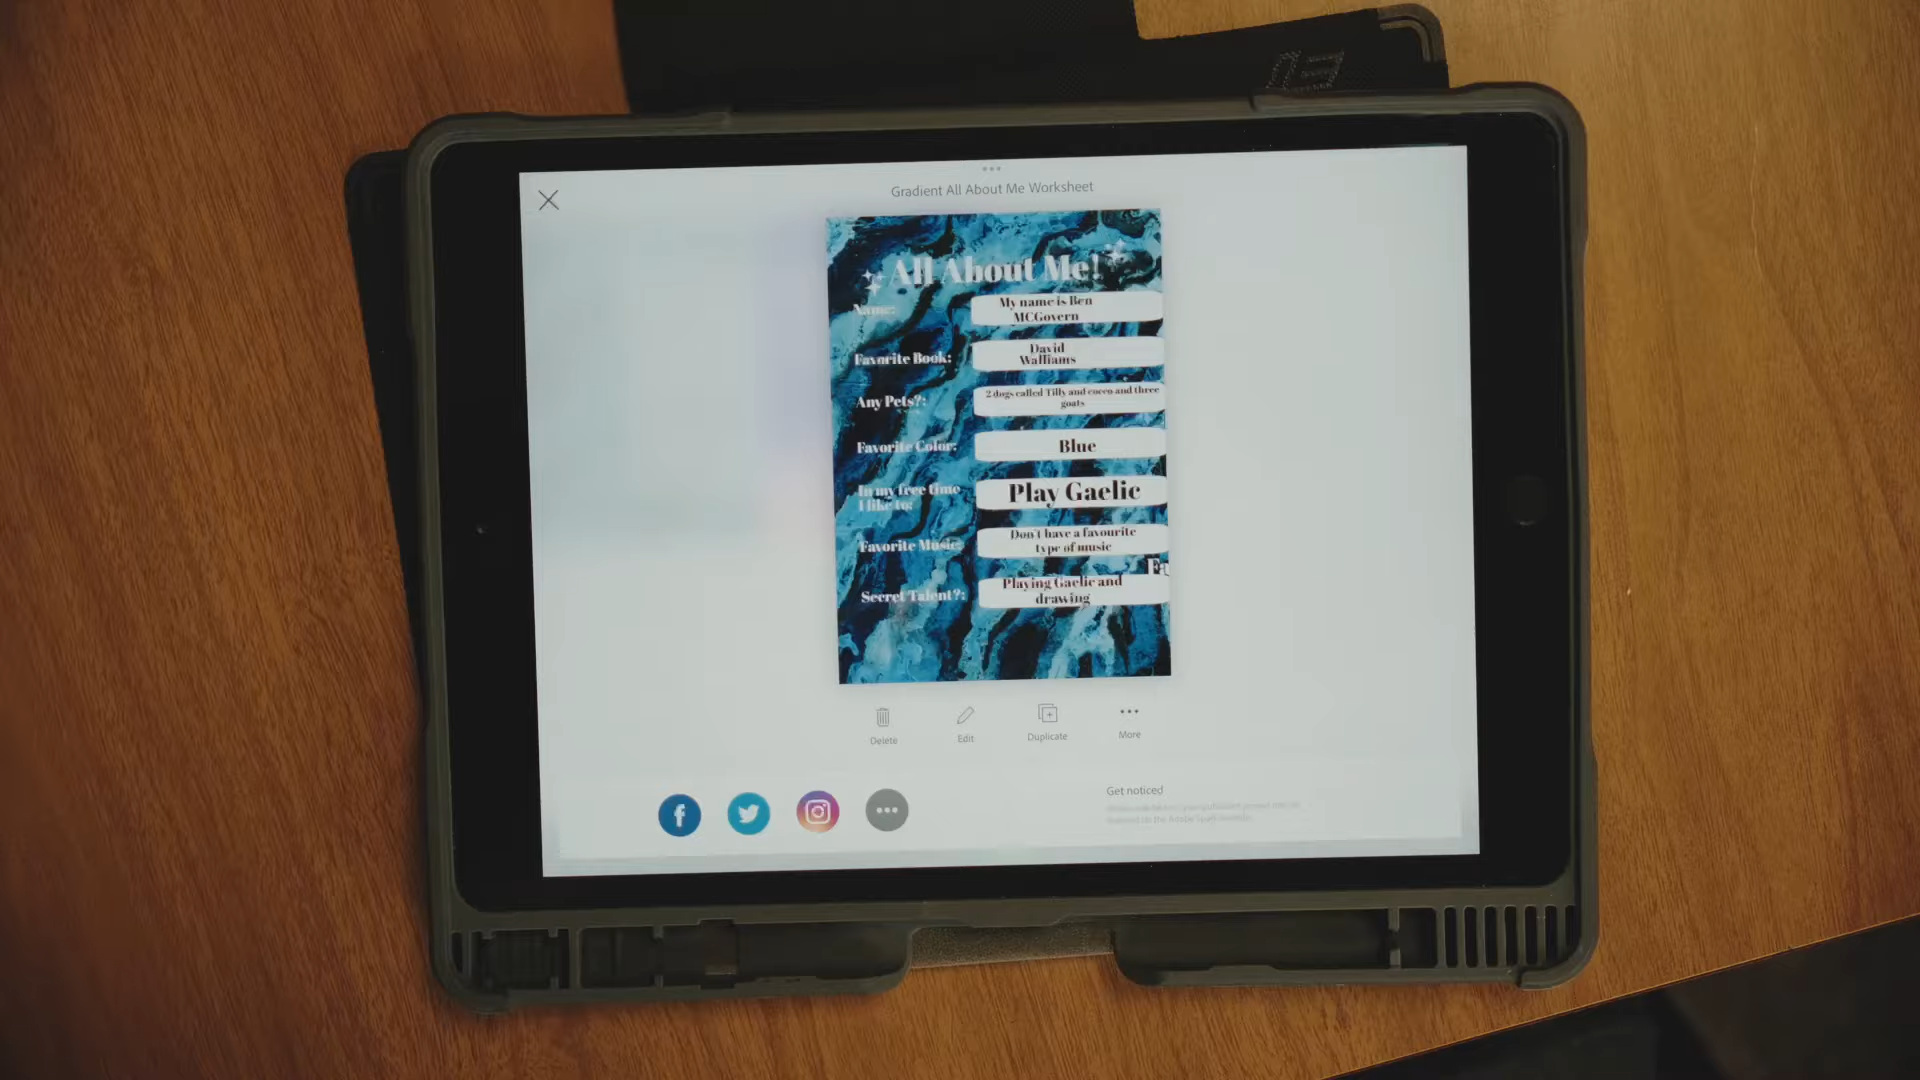 Gradient All About Me Worksheet
All About Me!
Name:
My name is Ben
MCGovern
Favorite Book:
David
Walliams
Any Pets?:
2 dogs called Tilly and cocco and three
goats
Favorite Color:
Blue
In my free time
I like to:
Play Gaelic
Favorite Music:
Don't have a favourite
type of music
Fa
Secret Talent?:
Playing Gaelic and
drawing
Delete
Edit
Duplicate
More
Get noticed